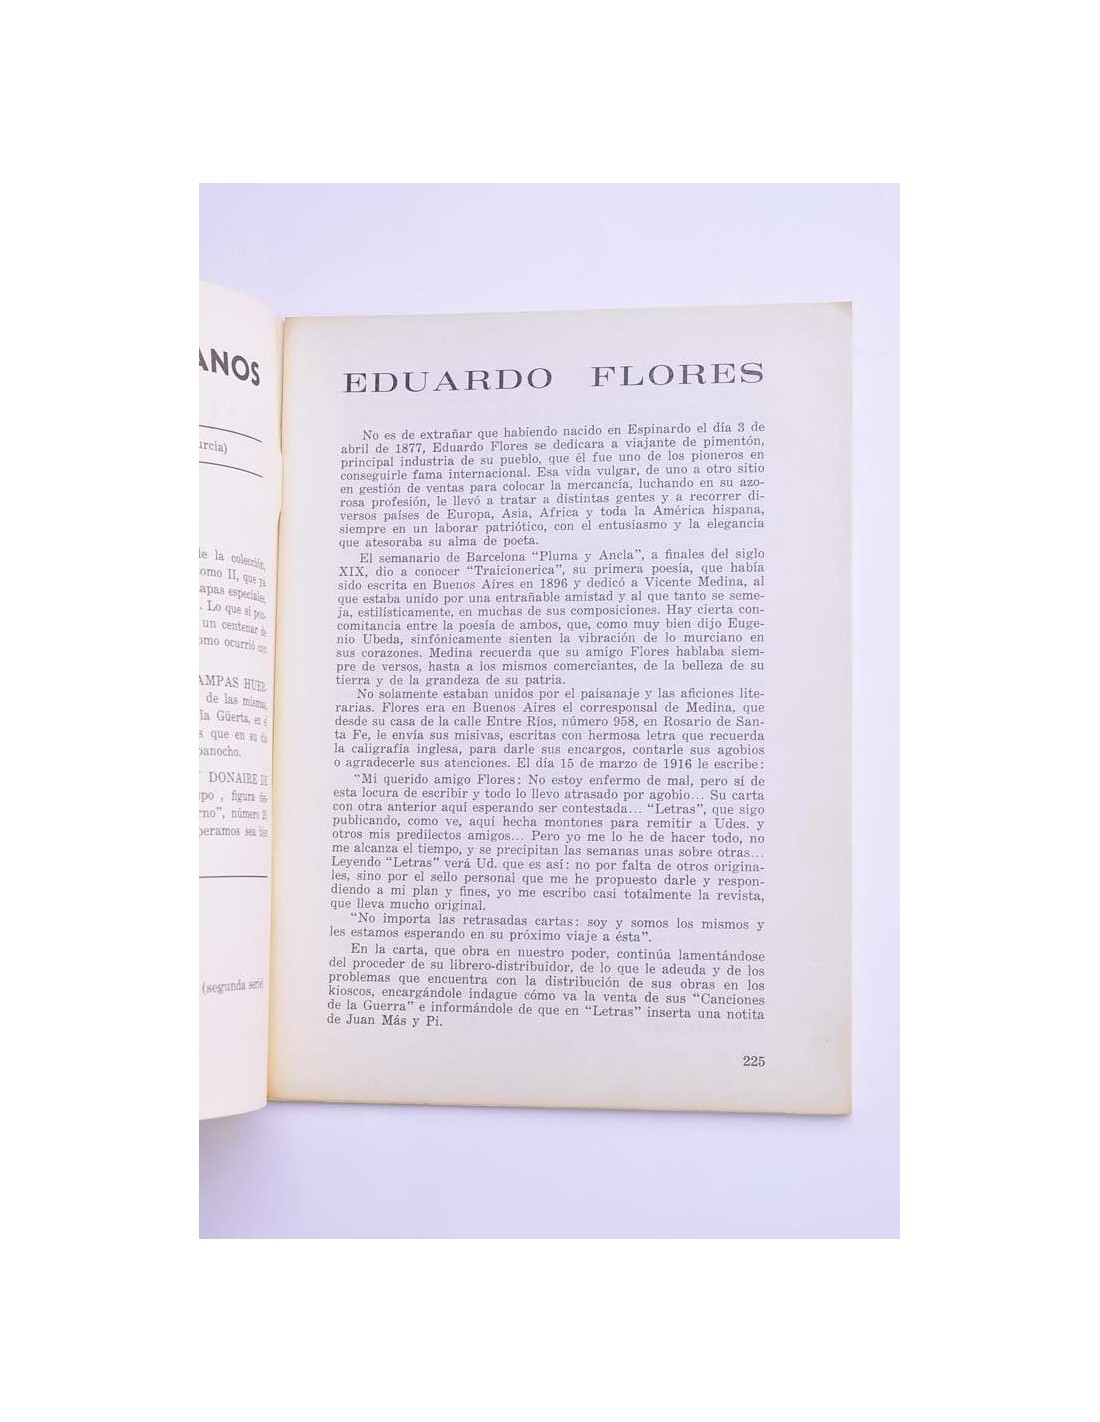 ANOS
urcia)
de la colección,
tomo II, que ya
tapas especiales,
. Lo que sí pon-
un centenar de
omo ocurrió con
AMPAS HUER-
de las mismas,
la Güerta, en el
s que en su día
panocho.
Y DONAIRE DE
spo", figura des-
rno", número 29,
peramos sea bien
(segunda serie)
EDUARDO FLORES
No es de extrañar que habiendo nacido en Espinardo el día 3 de
abril de 1877, Eduardo Flores se dedicara a viajante de pimentón,
principal industria de su pueblo, que él fue uno de los pioneros en
conseguirle fama internacional. Esa vida vulgar, de uno a otro sitio
en gestión de ventas para colocar la mercancía, luchando en su azo-
rosa profesión, le llevó a tratar a distintas gentes y a recorrer di-
versos países de Europa, Asia, Africa y toda la América hispana,
siempre en un laborar patriótico, con el entusiasmo y la elegancia
que atesoraba su alma de poeta.
El semanario de Barcelona "Pluma y Ancla", a finales del siglo
XIX, dio a conocer "Traicionerica", su primera poesía, que había
sido escrita en Buenos Aires en 1896 y dedicó a Vicente Medina, al
que estaba unido por una entrañable amistad y al que tanto se seme-
ja, estilísticamente, en muchas de sus composiciones. Hay cierta con-
comitancia entre la poesía de ambos, que, como muy bien dijo Euge-
nio Ubeda, sinfónicamente sienten la vibración de lo murciano en
sus corazones. Medina recuerda que su amigo Flores hablaba siem-
pre de versos, hasta a los mismos comerciantes, de la belleza de su
tierra y de la grandeza de su patria.
No solamente estaban unidos por el paisanaje y las aficiones lite-
rarias. Flores era en Buenos Aires el corresponsal de Medina, que
desde su casa de la calle Entre Ríos, número 958, en Rosario de San-
ta Fe, le envía sus misivas, escritas con hermosa letra que recuerda
la caligrafía inglesa, para darle sus encargos, contarle sus agobios
o agradecerle sus atenciones. El día 15 de marzo de 1916 le escribe:
"Mi querido amigo Flores: No estoy enfermo de mal, pero sí de
esta locura de escribir y todo lo llevo atrasado por agobio... Su carta
con otra anterior aquí esperando ser contestada... "Letras", que sigo
publicando, como ve, aquí hecha montones para remitir a Udes. y
otros mis predilectos amigos... Pero yo me lo he de hacer todo, no
me alcanza el tiempo, y se precipitan las semanas unas sobre otras...
Leyendo "Letras" verá Ud. que es así: no por falta de otros origina-
les, sino por el sello personal que me he propuesto darle y respon-
diendo a mi plan y fines, yo me escribo casi totalmente la revista,
que lleva mucho original.
"No importa las retrasadas cartas: soy y somos los mismos y
les estamos esperando en su próximo viaje a ésta".
En la carta, que obra en nuestro poder, continúa lamentándose
del proceder de su librero-distribuidor, de lo que le adeuda y de los
problemas que encuentra con la distribución de sus obras en los
kioscos, encargándole indague cómo va la venta de sus "Canciones
de la Guerra" e informándole de que en "Letras" inserta una notita
de Juan Más y Pi.
225